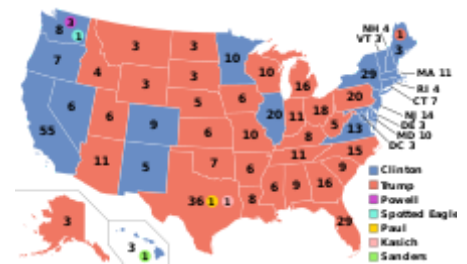 NH 4
VT 3
8 3
1
3 3 10 3 1
7 4 3 10 29
MA 11
RI 4
CT 7
3 16 20
NJ 14
DE 3
MD 10
DC 3
6 5 6
55 6 9 6 10 20 11 18 5 13
8
11 15
11 5 7 6 9
6 9 16
36 1 1 8
29
3
3
1
Clinton
Trump
Powell
Spotted Eagle
Paul
Kasich
Sanders